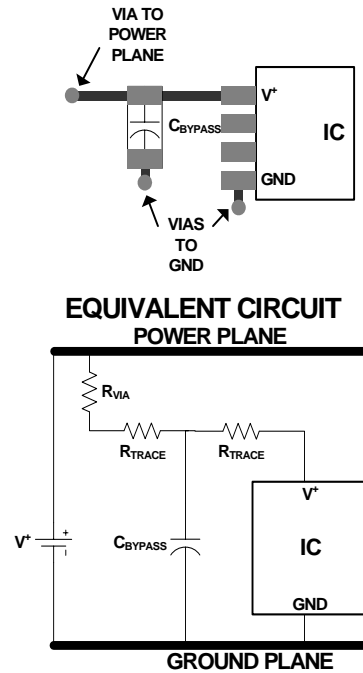 VIA TO
POWER
PLANE
V+
CBYPASS
IC
GND
VIAS
TO
GND
EQUIVALENT CIRCUIT
POWER PLANE
RVIA
RTRACE
RTRACE
V+
V+
+
-
CBYPASS
IC
GND
GROUND PLANE